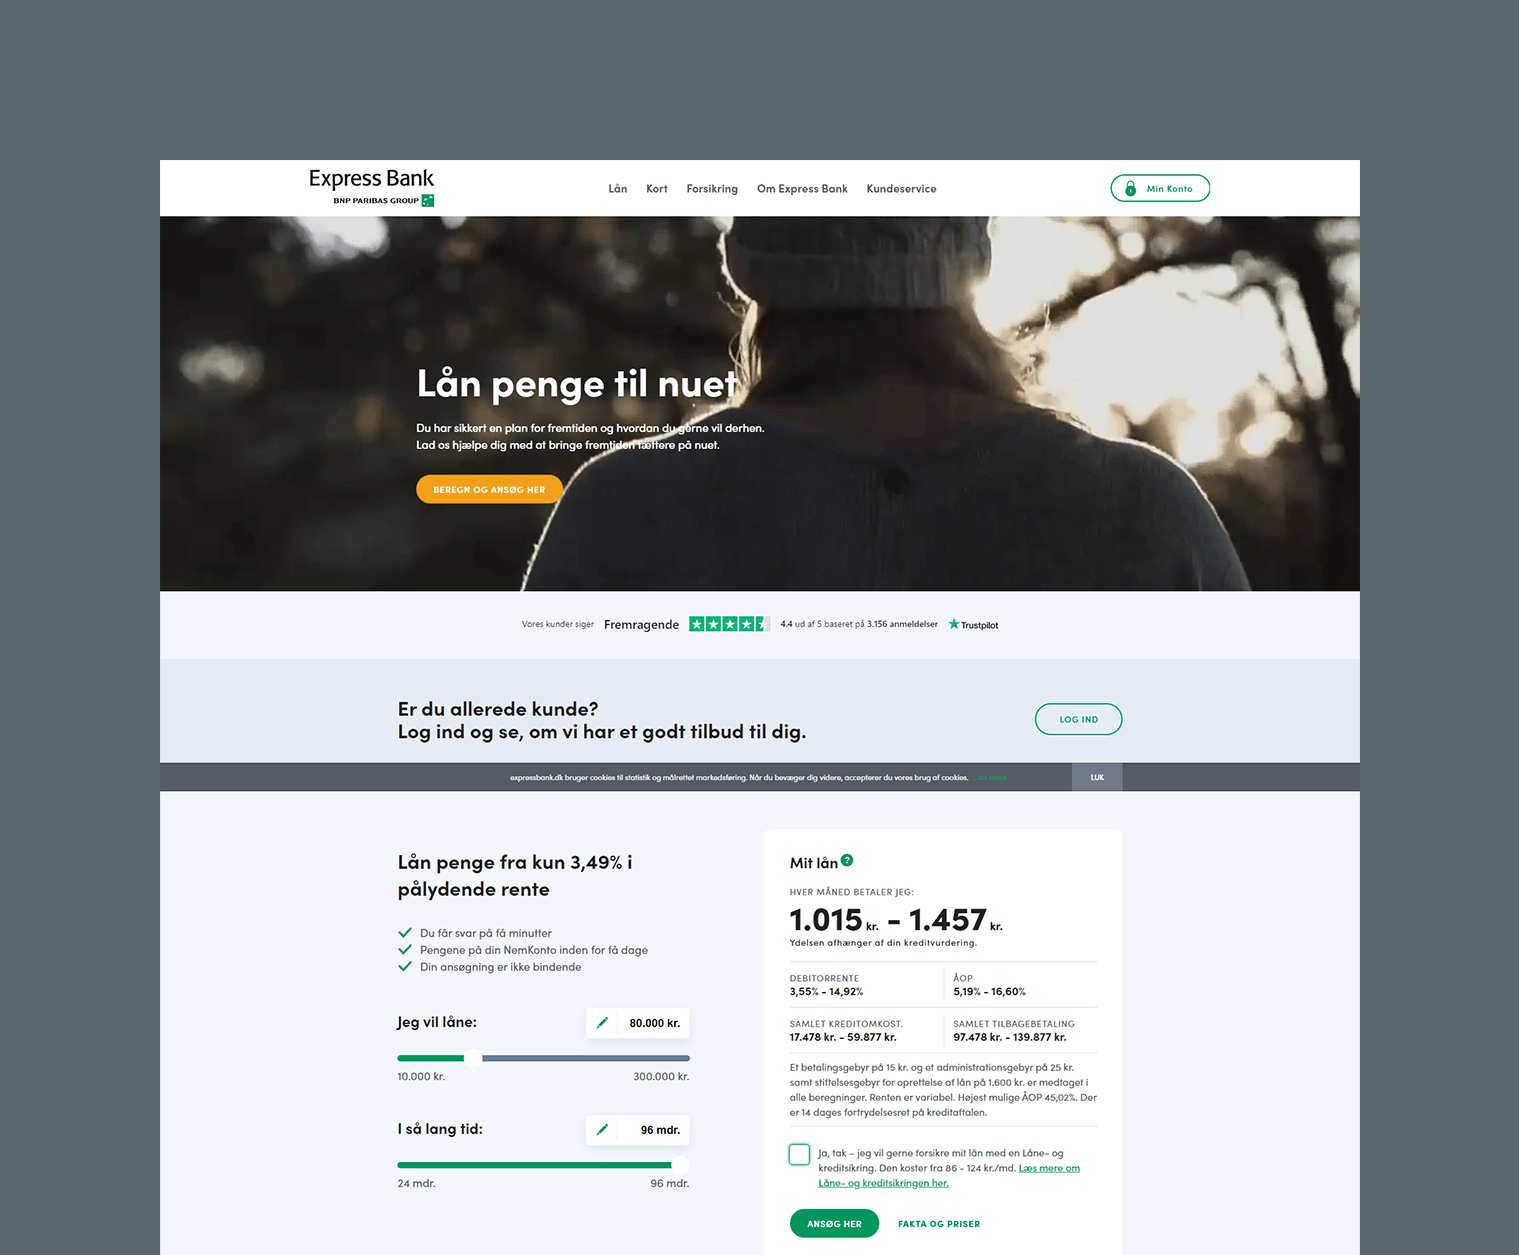 Express Bank
BNP PARIBAS GROUP
Lån Kort Forsikring Om Express Bank Kundeservice
Min Konto
Lån penge til nuet
Du har sikkert en plan for fremtiden og hvordan du gerne vil derhen.
Lad os hjælpe dig med at bringe fremtiden tættere på nuet.
BEREGN OG ANSØG HER
Vores kunder siger Fremragende 4.4 ud af 5 baseret på 3.156 anmeldelser Trustpilot
Er du allerede kunde?
Log ind og se, om vi har et godt tilbud til dig.
LOG IND
expressbank.dk bruger cookies til statistik og målrettet markedsføring. Når du bevæger dig videre, accepterer du vores brug af cookies. Læs mere
LUK
Lån penge fra kun 3,49% i
pålydende rente
Du får svar på få minutter
Pengene på din NemKonto inden for få dage
Din ansøgning er ikke bindende
Jeg vil låne:
80.000 kr.
10.000 kr. 300.000 kr.
I så lang tid:
96 mdr.
24 mdr. 96 mdr.
Mit lån ?
HVER MÅNED BETALER JEG:
1.015 kr. - 1.457 kr.
Ydelsen afhænger af din kreditvurdering.
DEBITORRENTE
3,55% - 14,92%
ÅOP
5,19% - 16,60%
SAMLET KREDITOMKOST.
17.478 kr. - 59.877 kr.
SAMLET TILBAGEBETALING
97.478 kr. - 139.877 kr.
Et betalingsgebyr på 15 kr. og et administrationsgebyr på 25 kr.
samt stiftelsesgebyr for oprettelse af lån på 1.600 kr. er medtaget i
alle beregninger. Renten er variabel. Højest mulige ÅOP 45,02%. Der
er 14 dages fortrydelsesret på kreditaftalen.
Ja, tak – jeg vil gerne forsikre mit lån med en Låne- og
kreditsikring. Den koster fra 86 - 124 kr./md. Læs mere om
Låne- og kreditsikringen her.
ANSØG HER
FAKTA OG PRISER